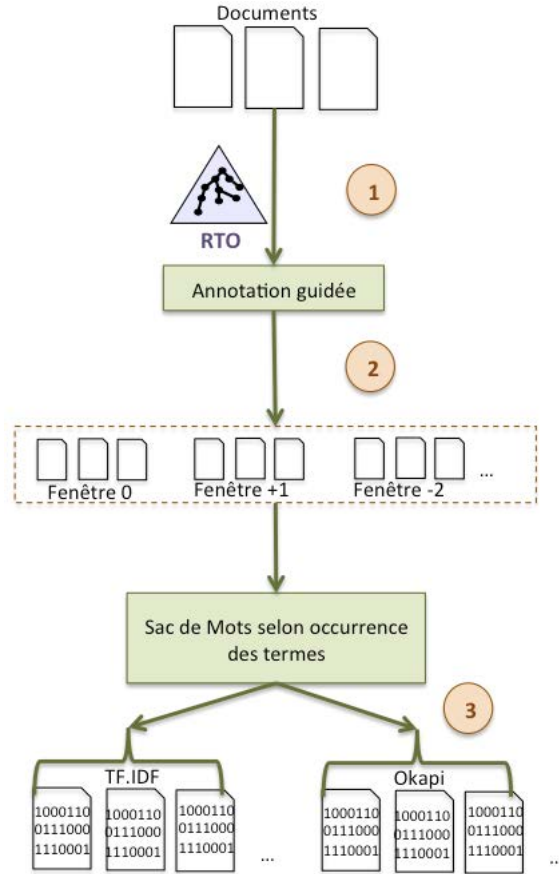 Documents
1
RTO
Annotation guidée
2
Fenêtre 0 Fenêtre +1 Fenêtre -2 ...
Sac de Mots selon occurrence
des termes
3
TF.IDF Okapi
1000110 1000110 1000110 1000110 1000110 1000110
0111000 0111000 0111000 0111000 0111000 0111000
1110001 1110001 1110001 ... 1110001 1110001 1110001 ..